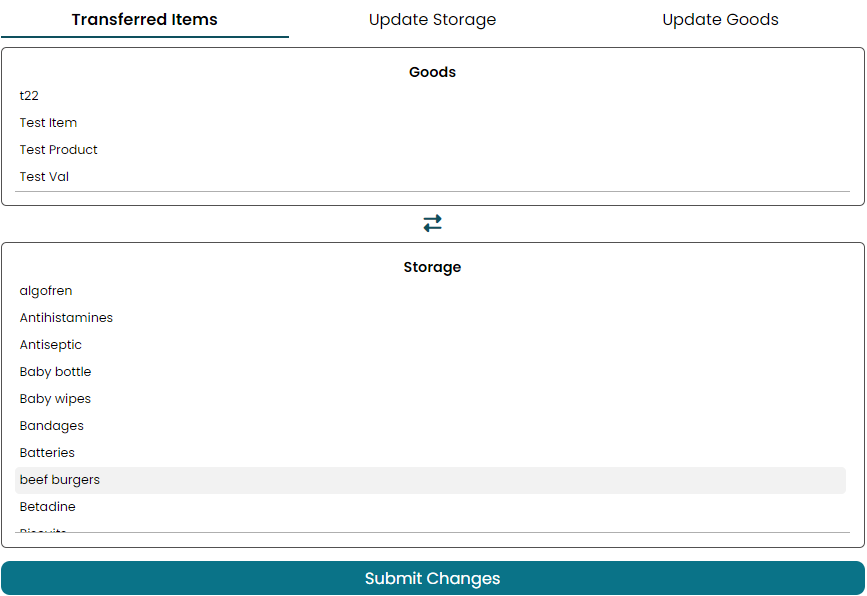 Transferred Items Update Storage Update Goods
Goods
t22
Test Item
Test Product
Test Val
Storage
algofren
Antihistamines
Antiseptic
Baby bottle
Baby wipes
Bandages
Batteries
beef burgers
Betadine
Biscuits
Submit Changes